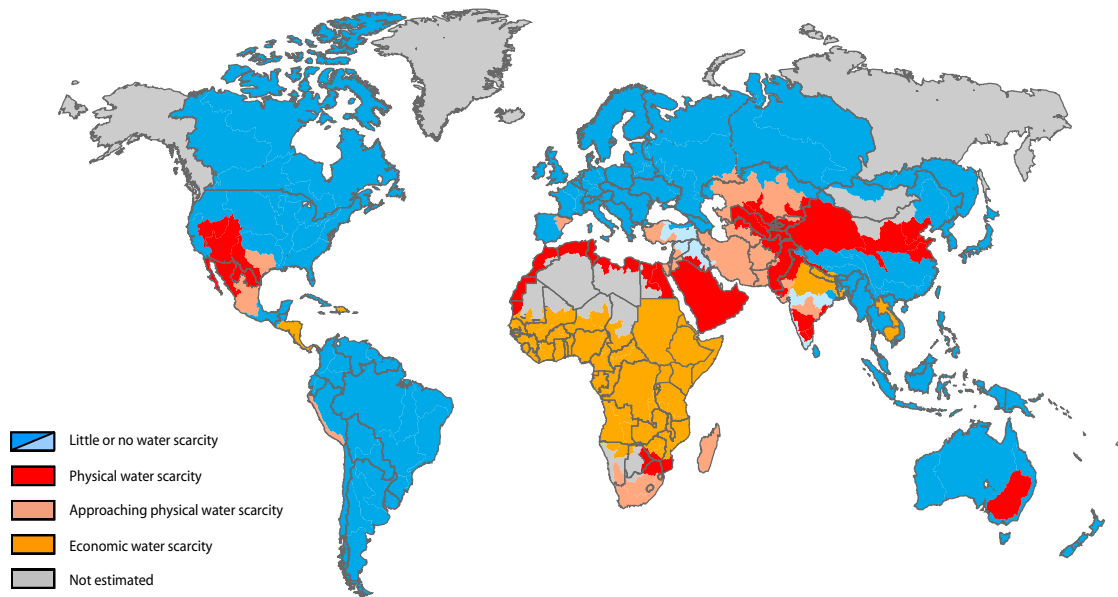 Little or no water scarcity
Physical water scarcity
Approaching physical water scarcity
Economic water scarcity
Not estimated